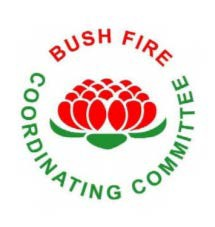 BUSH FIRE
COORDINATING COMMITTEE